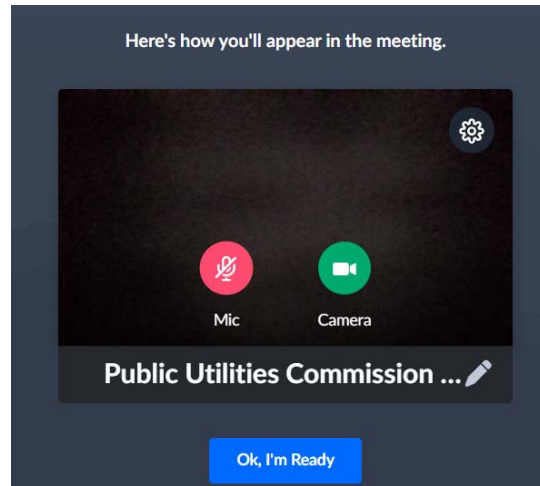 Here's how you'll appear in the meeting.
Mic Camera
Public Utilities Commission ...
Ok, I'm Ready